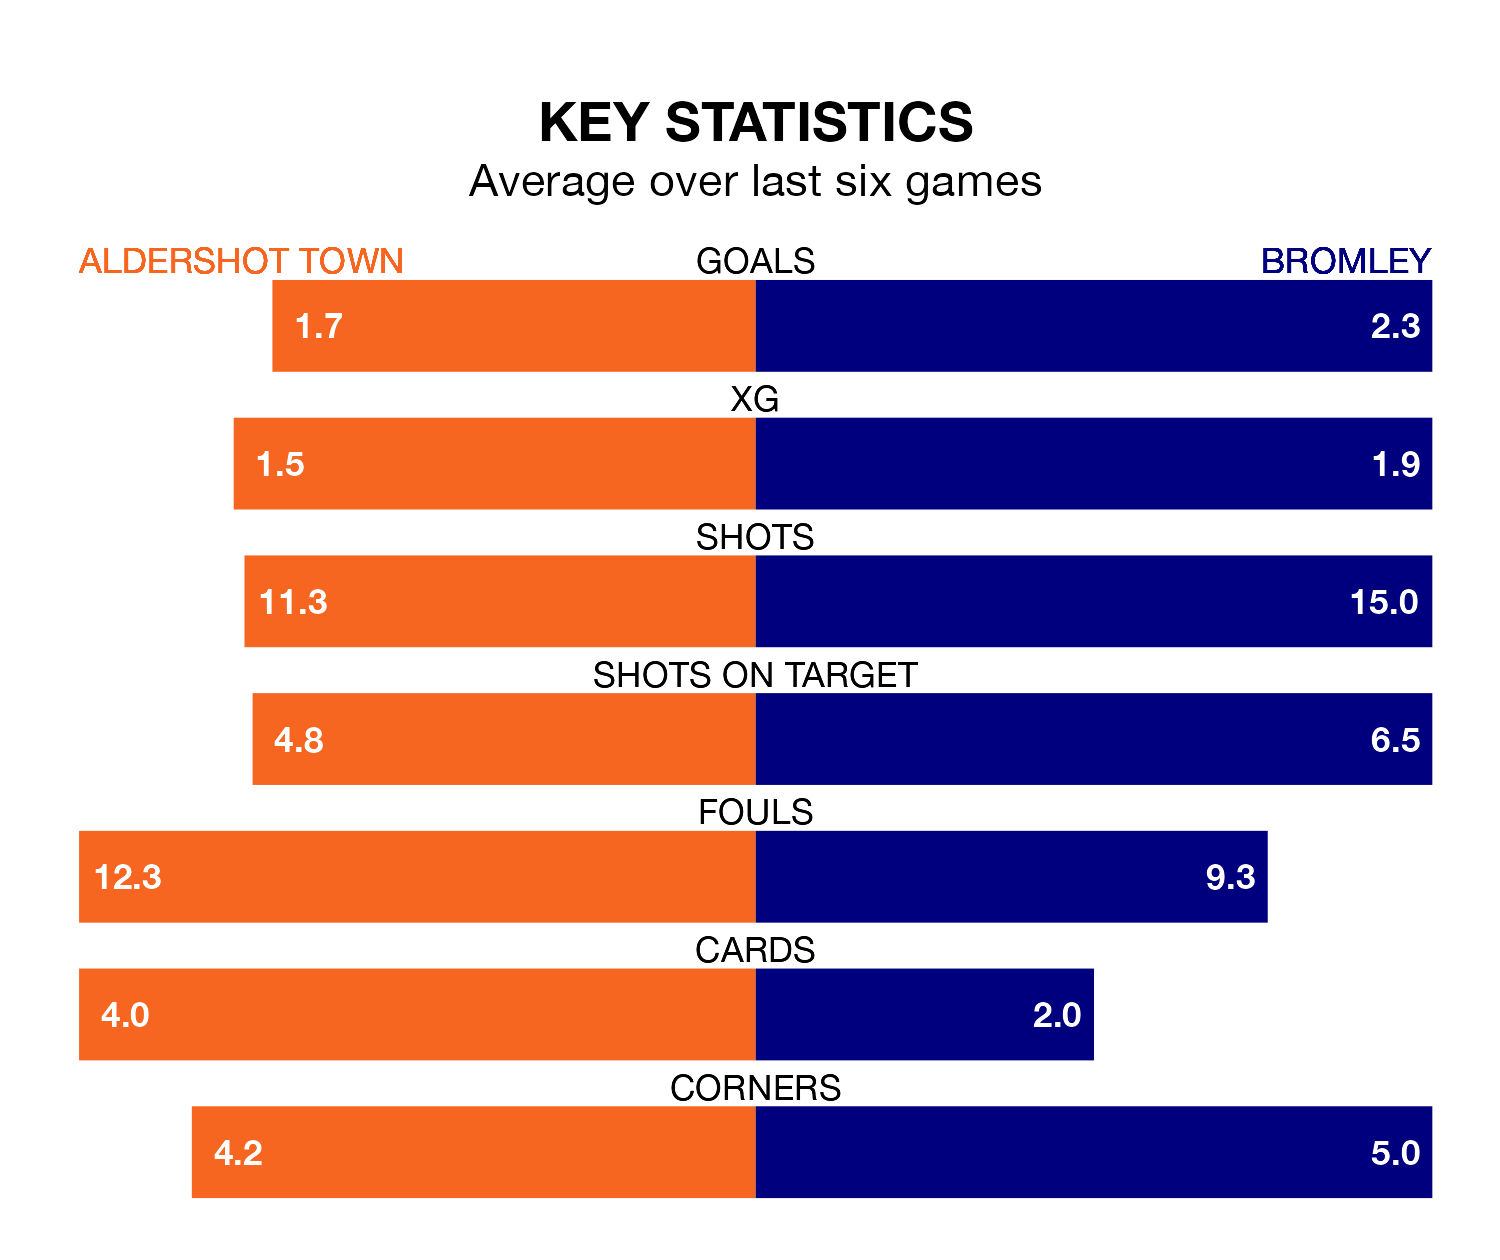 KEY STATISTICS
Average over last six games
ALDERSHOT TOWN GOALS BROMLEY
1.7 2.3
XG
1.5 1.9
SHOTS
11.3 15.0
SHOTS ON TARGET
4.8 6.5
FOULS
12.3 9.3
CARDS
4.0 2.0
CORNERS
4.2 5.0